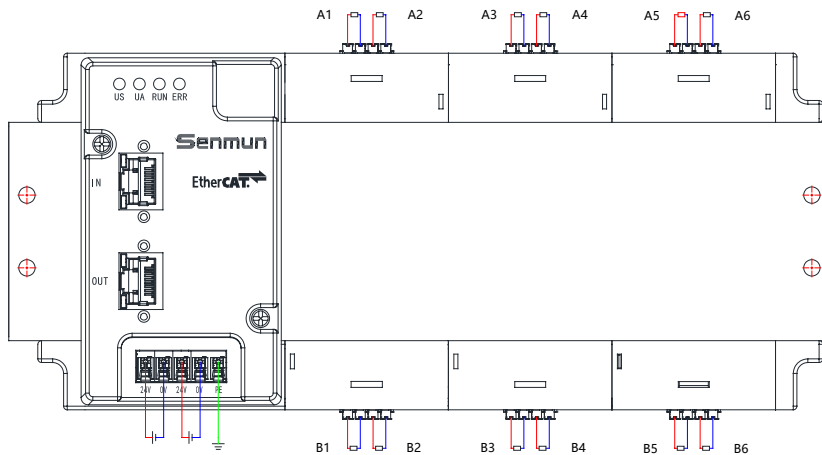 A1 A2 A3 A4 A5 A6
US UA RUN ERR
Senmun
IN
EtherCAT.
OUT
24V 0V 24V 0V PE
B1 B2 B3 B4 B5 B6